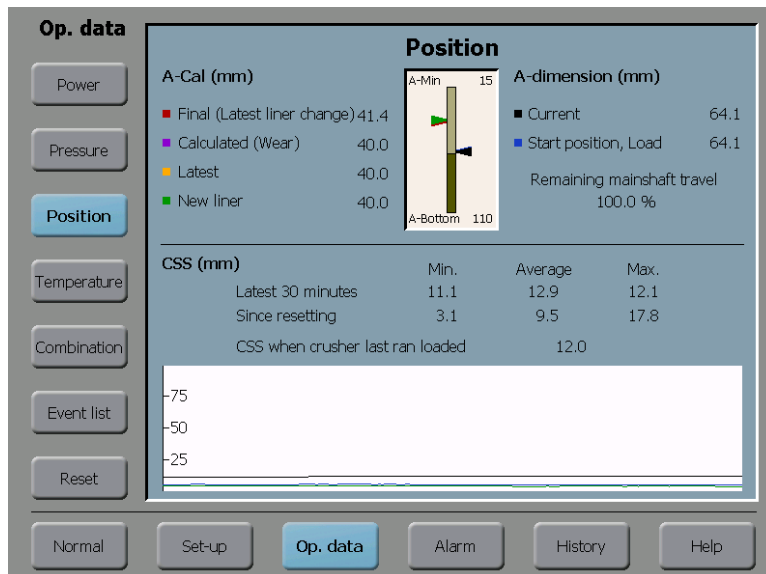 Op. data
Position
Power
Pressure
Position
Temperature
Combination
Event list
Reset
A-Cal (mm)
Final (Latest liner change) 41.4
Calculated (Wear) 40.0
Latest 40.0
New liner 40.0
A-Min 15
A-Bottom 110
A-dimension (mm)
Current 64.1
Start position, Load 64.1
Remaining mainshaft travel
100.0 %
CSS (mm) Min. Average Max.
Latest 30 minutes 11.1 12.9 12.1
Since resetting 3.1 9.5 17.8
CSS when crusher last ran loaded 12.0
75
50
25
Normal Set-up Op. data Alarm History Help